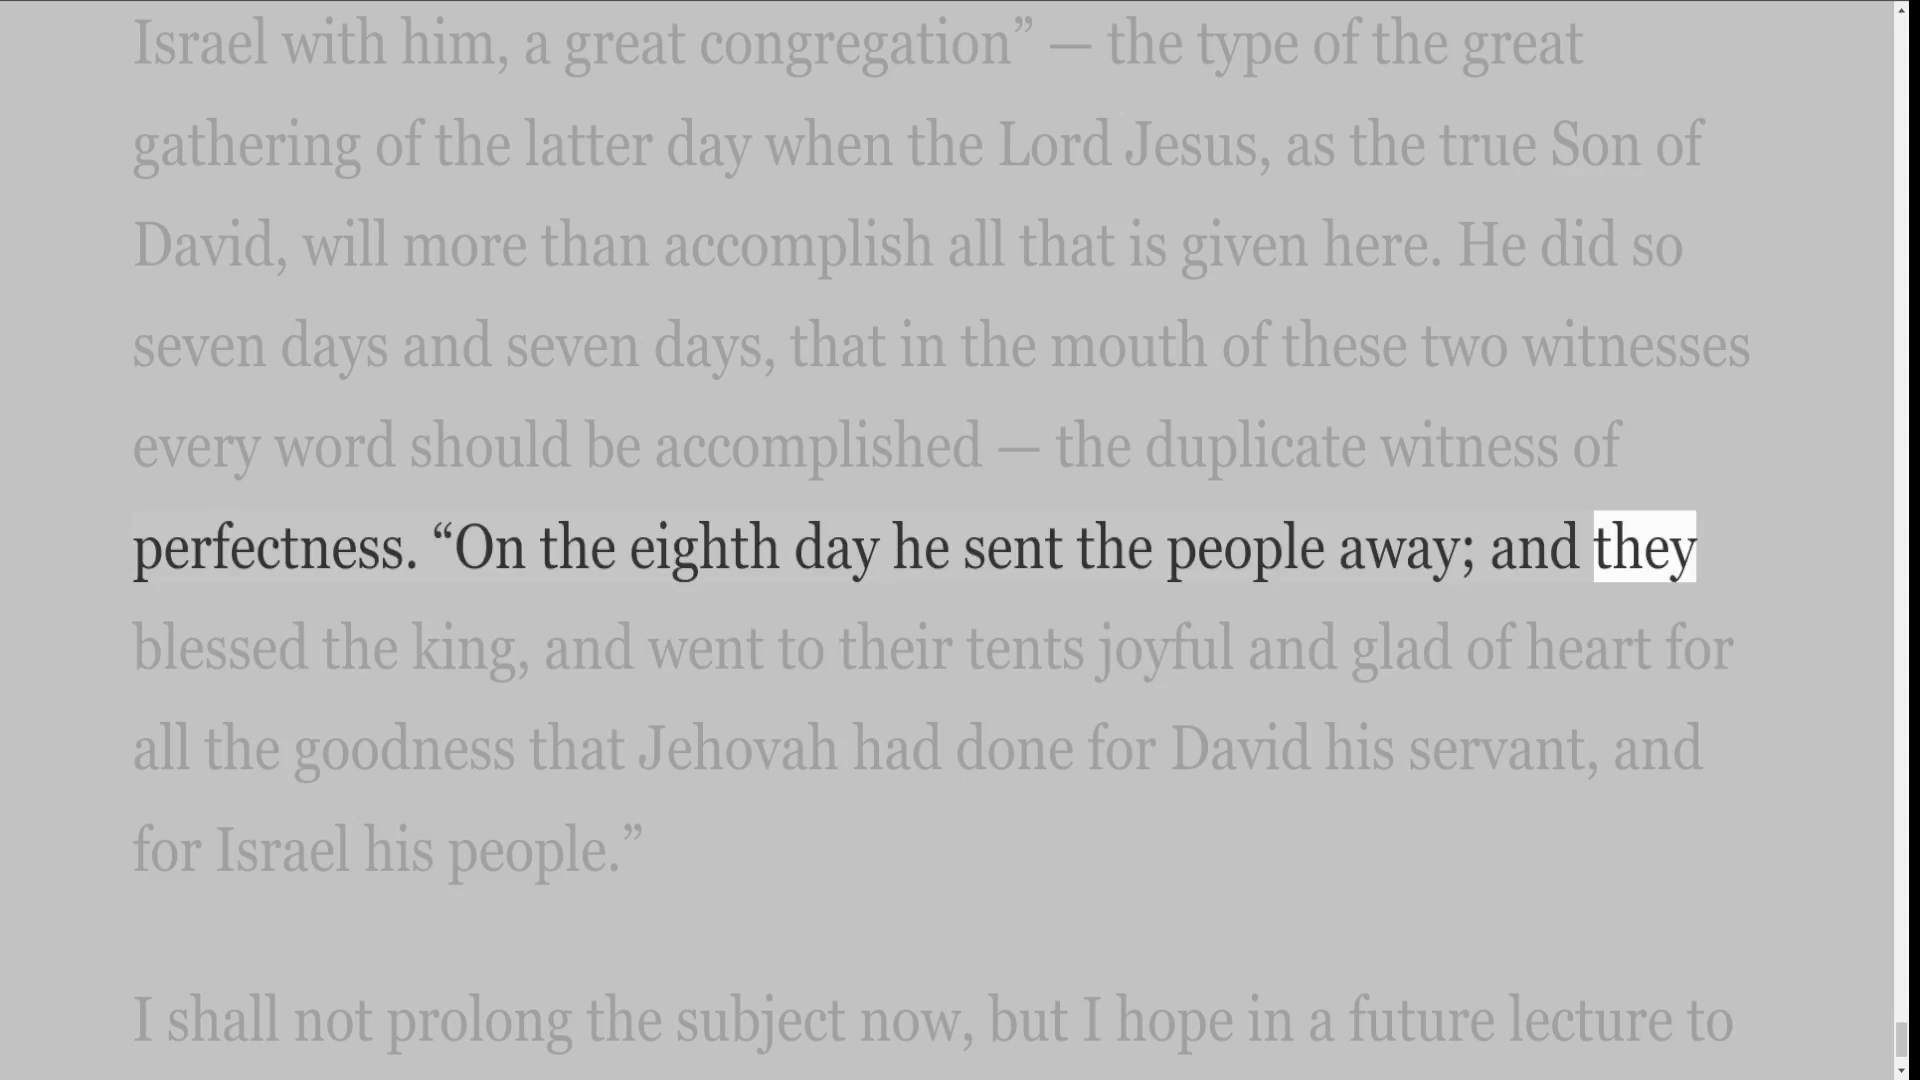 Israel with him, a great congregation” — the type of the great
gathering of the latter day when the Lord Jesus, as the true Son of
David, will more than accomplish all that is given here. He did so
seven days and seven days, that in the mouth of these two witnesses
every word should be accomplished — the duplicate witness of
perfectness. “On the eighth day he sent the people away; and they
blessed the king, and went to their tents joyful and glad of heart for
all the goodness that Jehovah had done for David his servant, and
for Israel his people.”
I shall not prolong the subject now, but I hope in a future lecture to